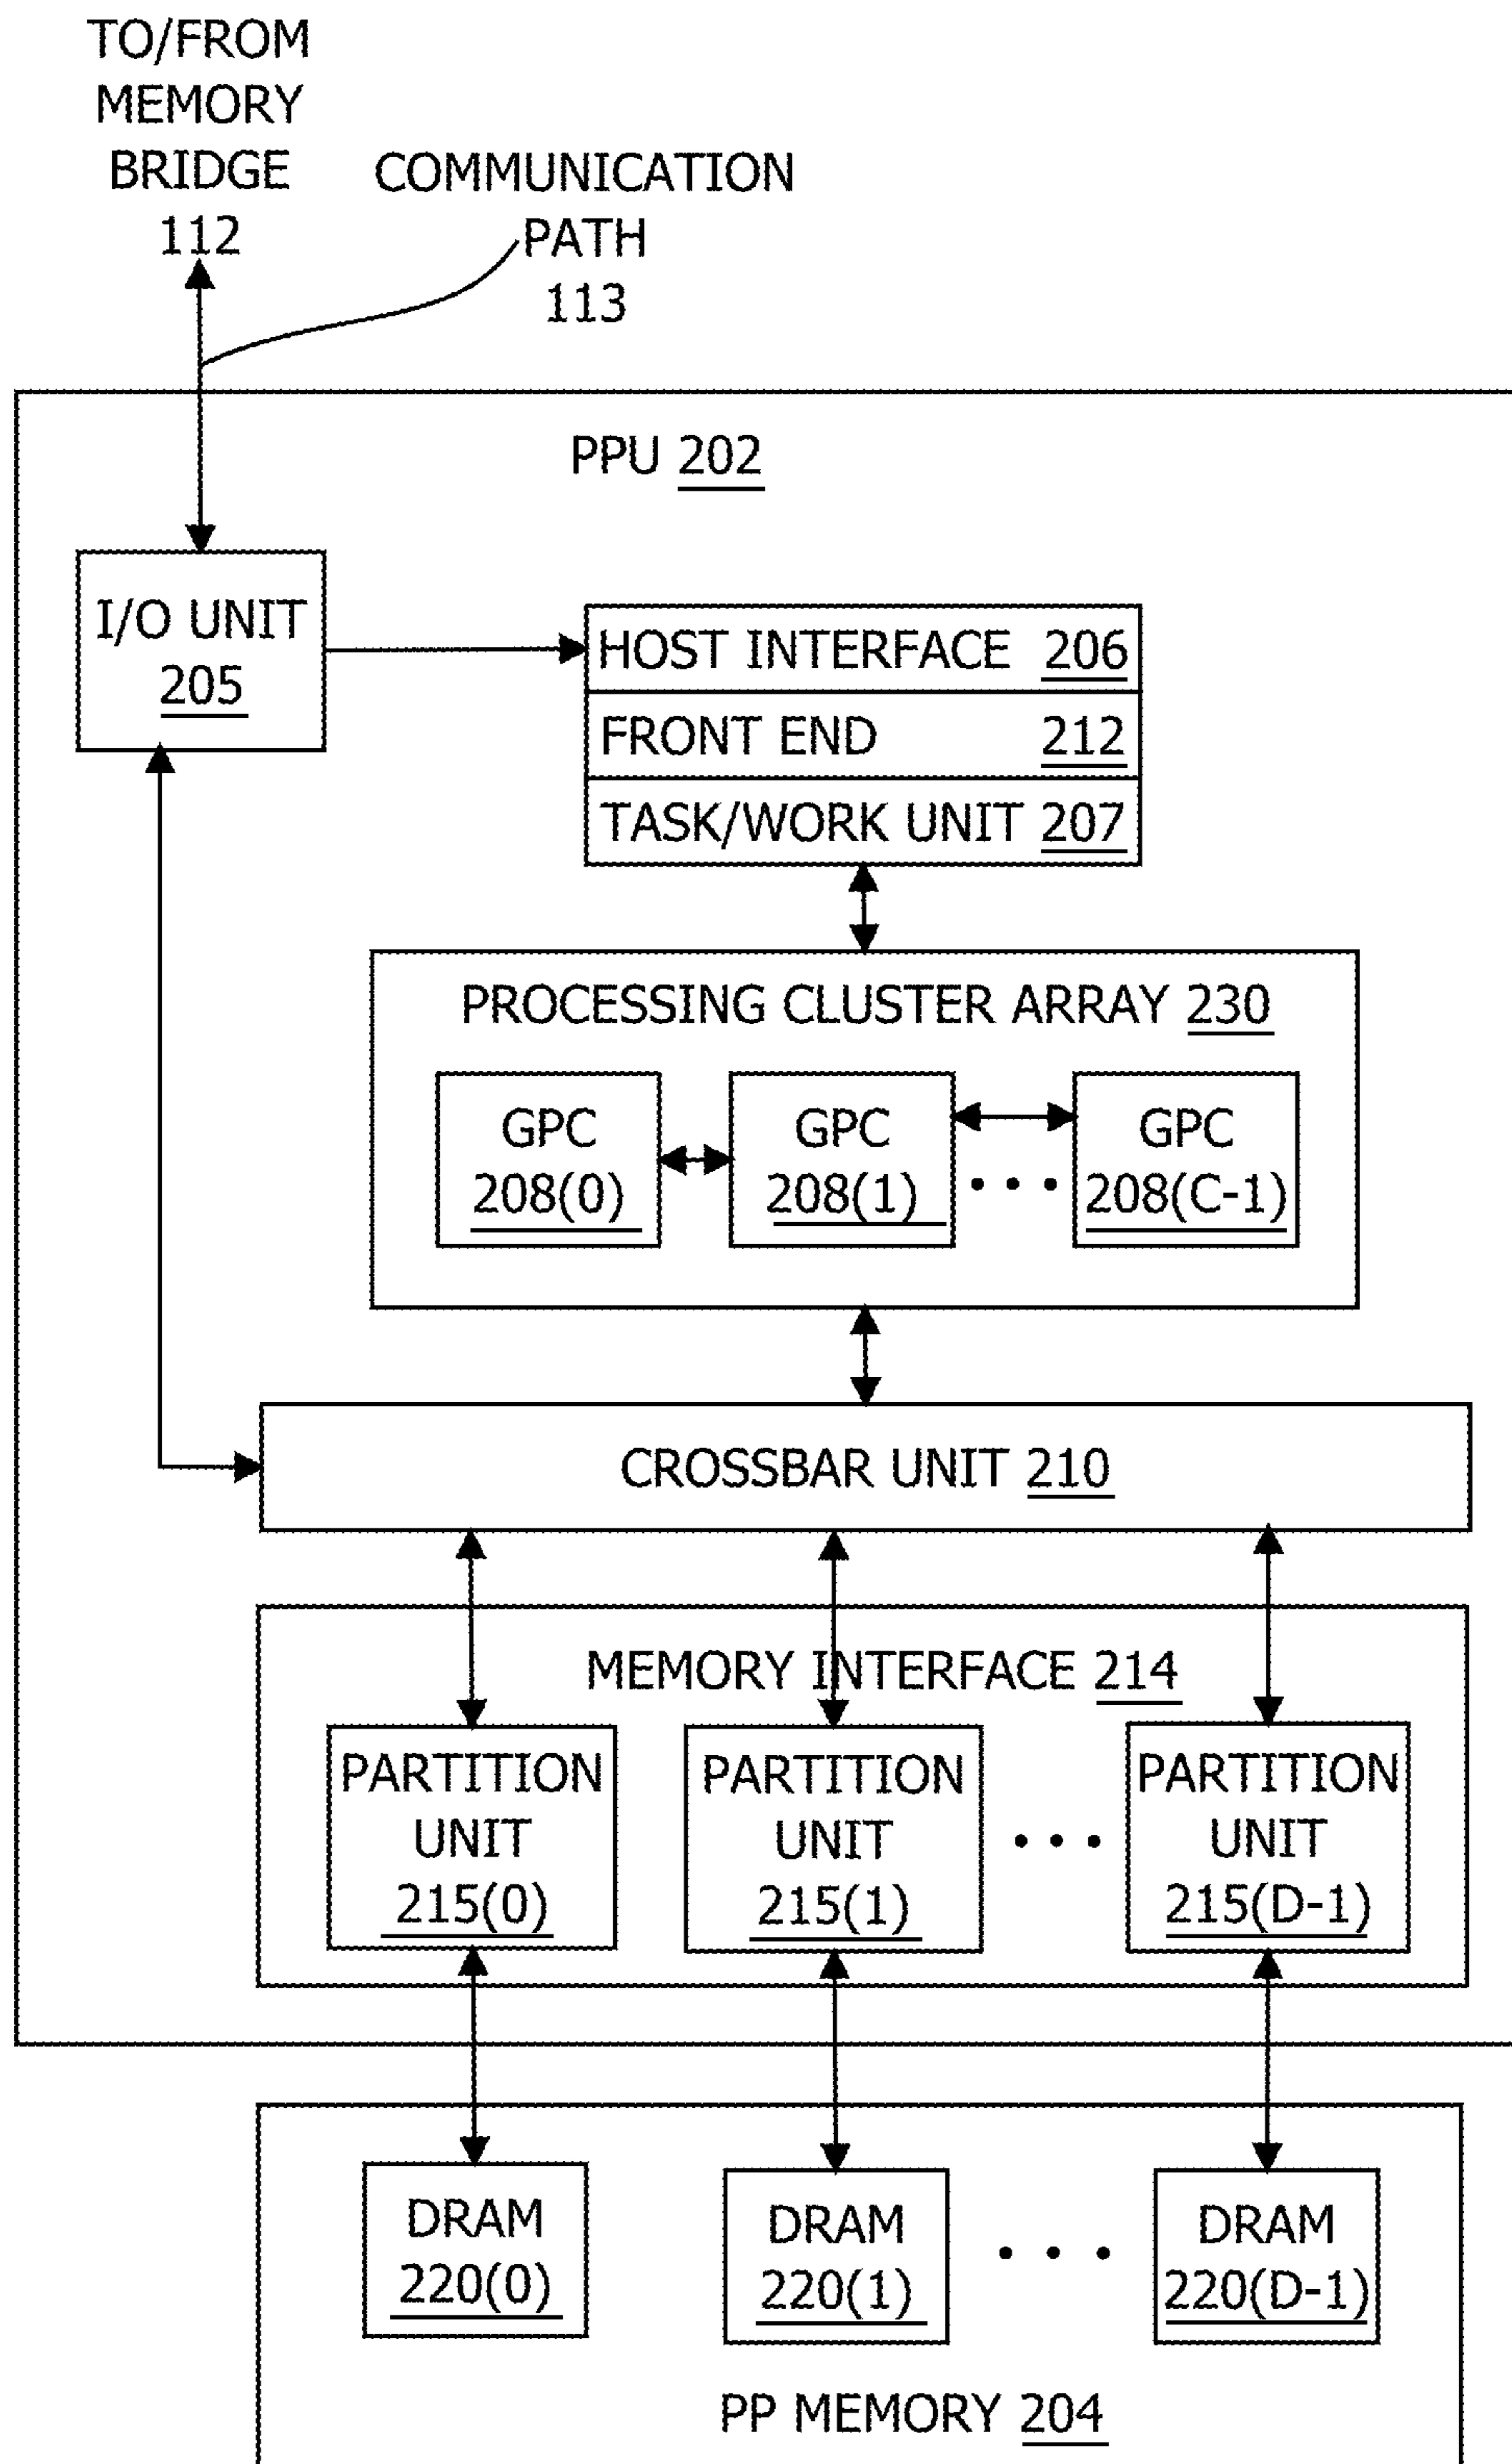 TO/FROM
MEMORY
BRIDGE
112
COMMUNICATION
PATH
113
PPU 202
I/O UNIT
205
HOST INTERFACE 206
FRONT END 212
TASK/WORK UNIT 207
PROCESSING CLUSTER ARRAY 230
GPC
208(0)
GPC
208(1)
• • •
GPC
208(C-1)
CROSSBAR UNIT 210
MEMORY INTERFACE 214
PARTITION
UNIT
215(0)
PARTITION
UNIT
215(1)
• • •
PARTITION
UNIT
215(D-1)
DRAM
220(0)
DRAM
220(1)
• • •
DRAM
220(D-1)
PP MEMORY 204